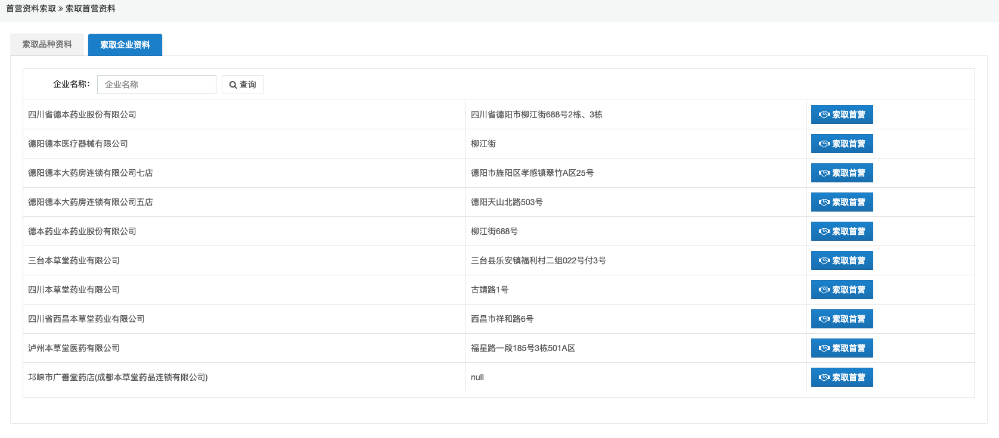 首营资料索取 » 索取首营资料
索取品种资料 索取企业资料
企业名称： 企业名称 查询
四川省德本药业股份有限公司 四川省德阳市柳江街688号2栋、3栋 索取首营
德阳德本医疗器械有限公司 柳江街 索取首营
德阳德本大药房连锁有限公司七店 德阳市旌阳区孝感镇翠竹A区25号 索取首营
德阳德本大药房连锁有限公司五店 德阳天山北路503号 索取首营
德本药业本药业股份有限公司 柳江街688号 索取首营
三台本草堂药业有限公司 三台县乐安镇福利村二组022号付3号 索取首营
四川本草堂药业有限公司 古靖路1号 索取首营
四川省西昌本草堂药业有限公司 西昌市祥和路6号 索取首营
泸州本草堂医药有限公司 福星路一段185号3栋501A区 索取首营
邛崃市广善堂药店(成都本草堂药品连锁有限公司) null 索取首营